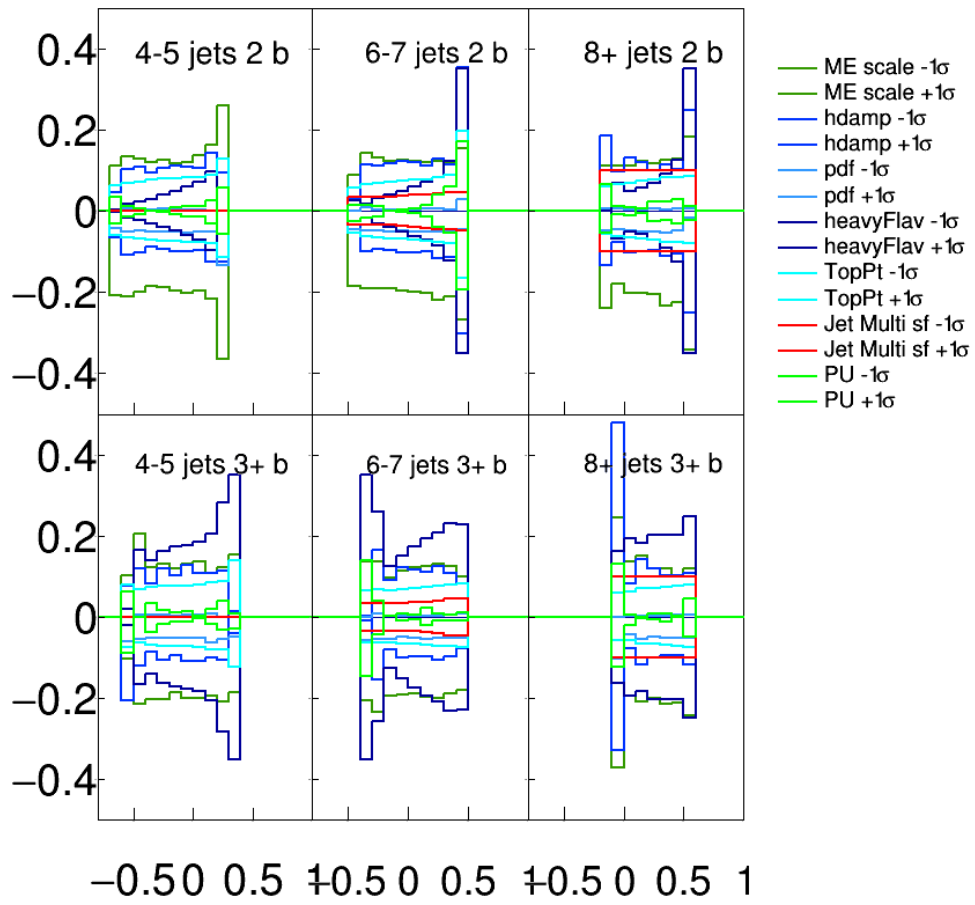 4-5 jets 2 b
6-7 jets 2 b
8+ jets 2 b
0.4
0.2
0
−0.2
−0.4
ME scale -1σ
ME scale +1σ
hdamp -1σ
hdamp +1σ
pdf -1σ
pdf +1σ
heavyFlav -1σ
heavyFlav +1σ
TopPt -1σ
TopPt +1σ
Jet Multi sf -1σ
Jet Multi sf +1σ
PU -1σ
PU +1σ
4-5 jets 3+ b
6-7 jets 3+ b
8+ jets 3+ b
0.4
0.2
0
−0.2
−0.4
−0.5 0 0.5 1
−0.5 0 0.5 1
−0.5 0 0.5 1